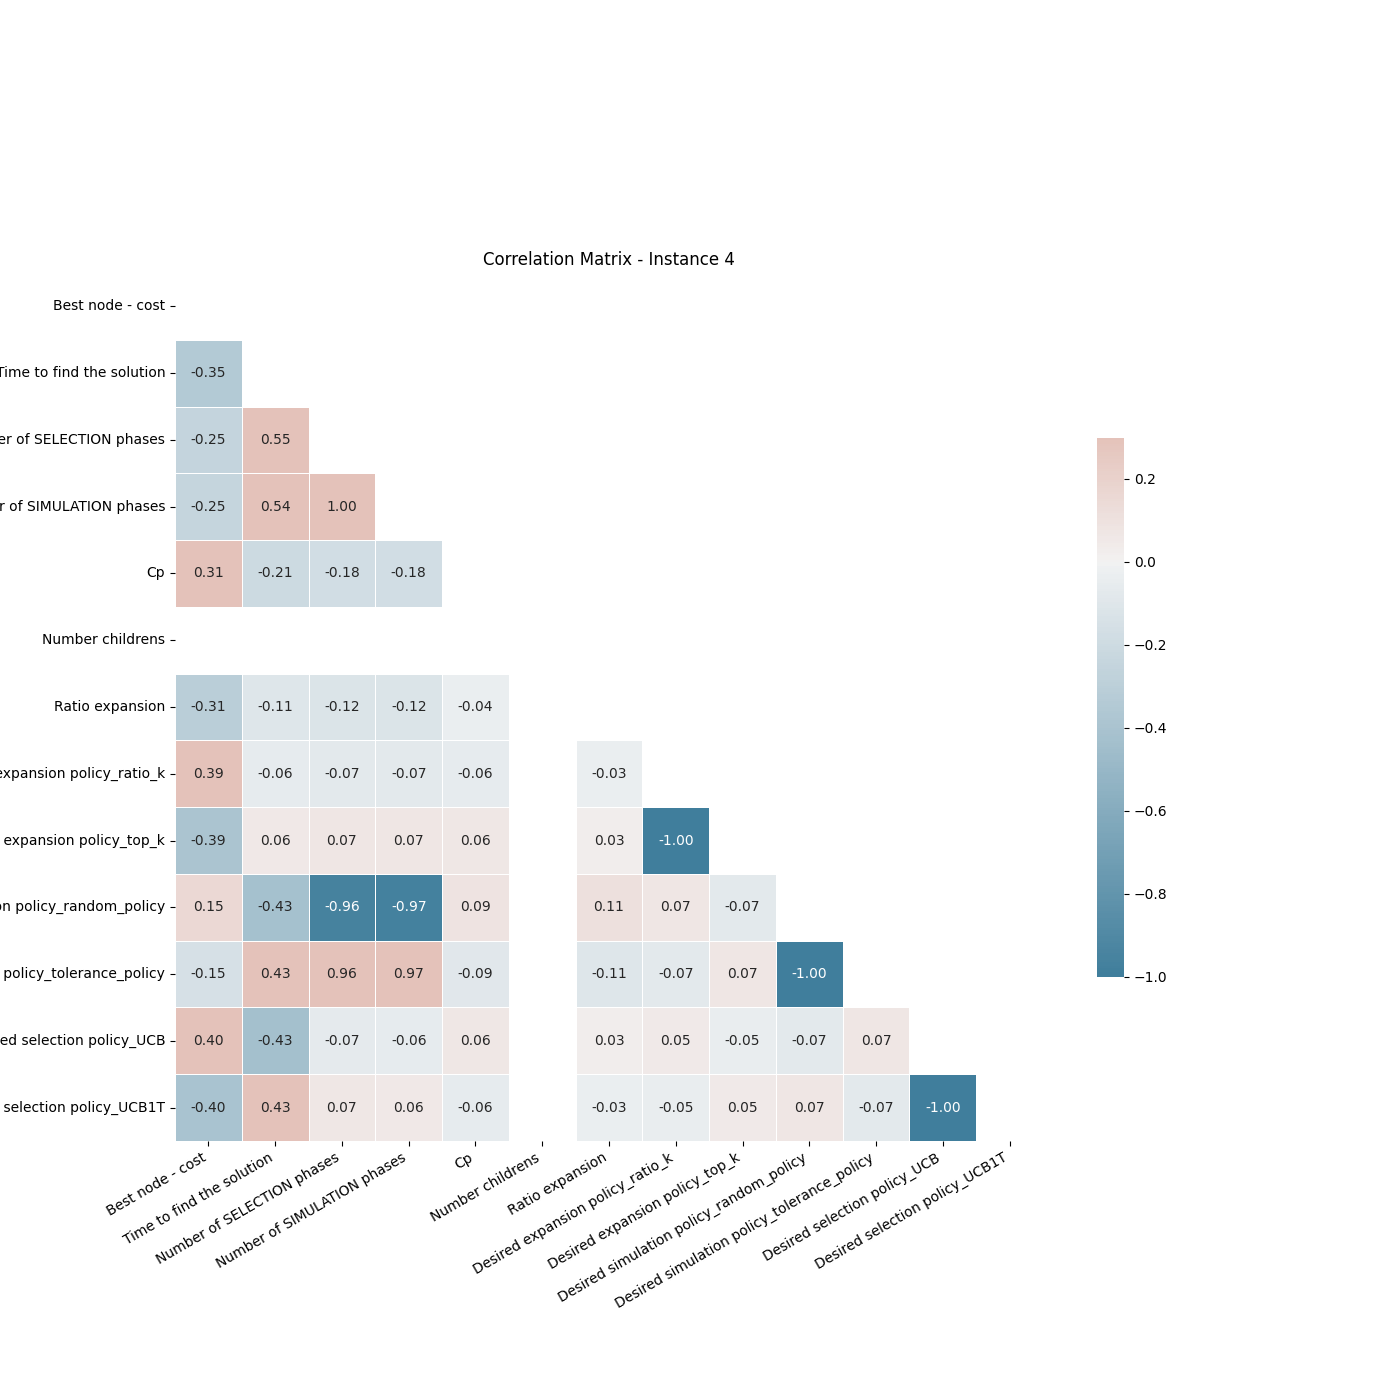 Correlation Matrix - Instance 4
Best node - cost
Time to find the solution -0.35
er of SELECTION phases -0.25 0.55
r of SIMULATION phases -0.25 0.54 1.00
Cp 0.31 -0.21 -0.18 -0.18
Number childrens
Ratio expansion -0.31 -0.11 -0.12 -0.12 -0.04
expansion policy_ratio_k 0.39 -0.06 -0.07 -0.07 -0.06 -0.03
expansion policy_top_k -0.39 0.06 0.07 0.07 0.06 0.03 -1.00
on policy_random_policy 0.15 -0.43 -0.96 -0.97 0.09 0.11 0.07 -0.07
policy_tolerance_policy -0.15 0.43 0.96 0.97 -0.09 -0.11 -0.07 0.07 -1.00
ed selection policy_UCB 0.40 -0.43 -0.07 -0.06 0.06 0.03 0.05 -0.05 -0.07 0.07
selection policy_UCB1T -0.40 0.43 0.07 0.06 -0.06 -0.03 -0.05 0.05 0.07 -0.07 -1.00
Best node - cost
Time to find the solution
Number of SELECTION phases
Number of SIMULATION phases
Cp
Number childrens
Ratio expansion
Desired expansion policy_ratio_k
Desired expansion policy_top_k
Desired simulation policy_random_policy
Desired simulation policy_tolerance_policy
Desired selection policy_UCB
Desired selection policy_UCB1T
0.2
0.0
−0.2
−0.4
−0.6
−0.8
−1.0